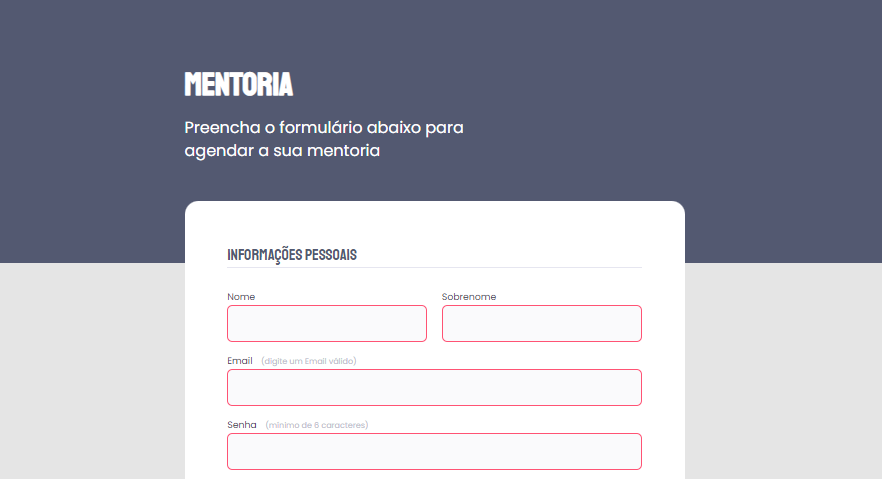 MENTORIA
Preencha o formulário abaixo para
agendar a sua mentoria
INFORMAÇÕES PESSOAIS
Nome Sobrenome
Email (digite um Email válido)
Senha (mínimo de 6 caracteres)